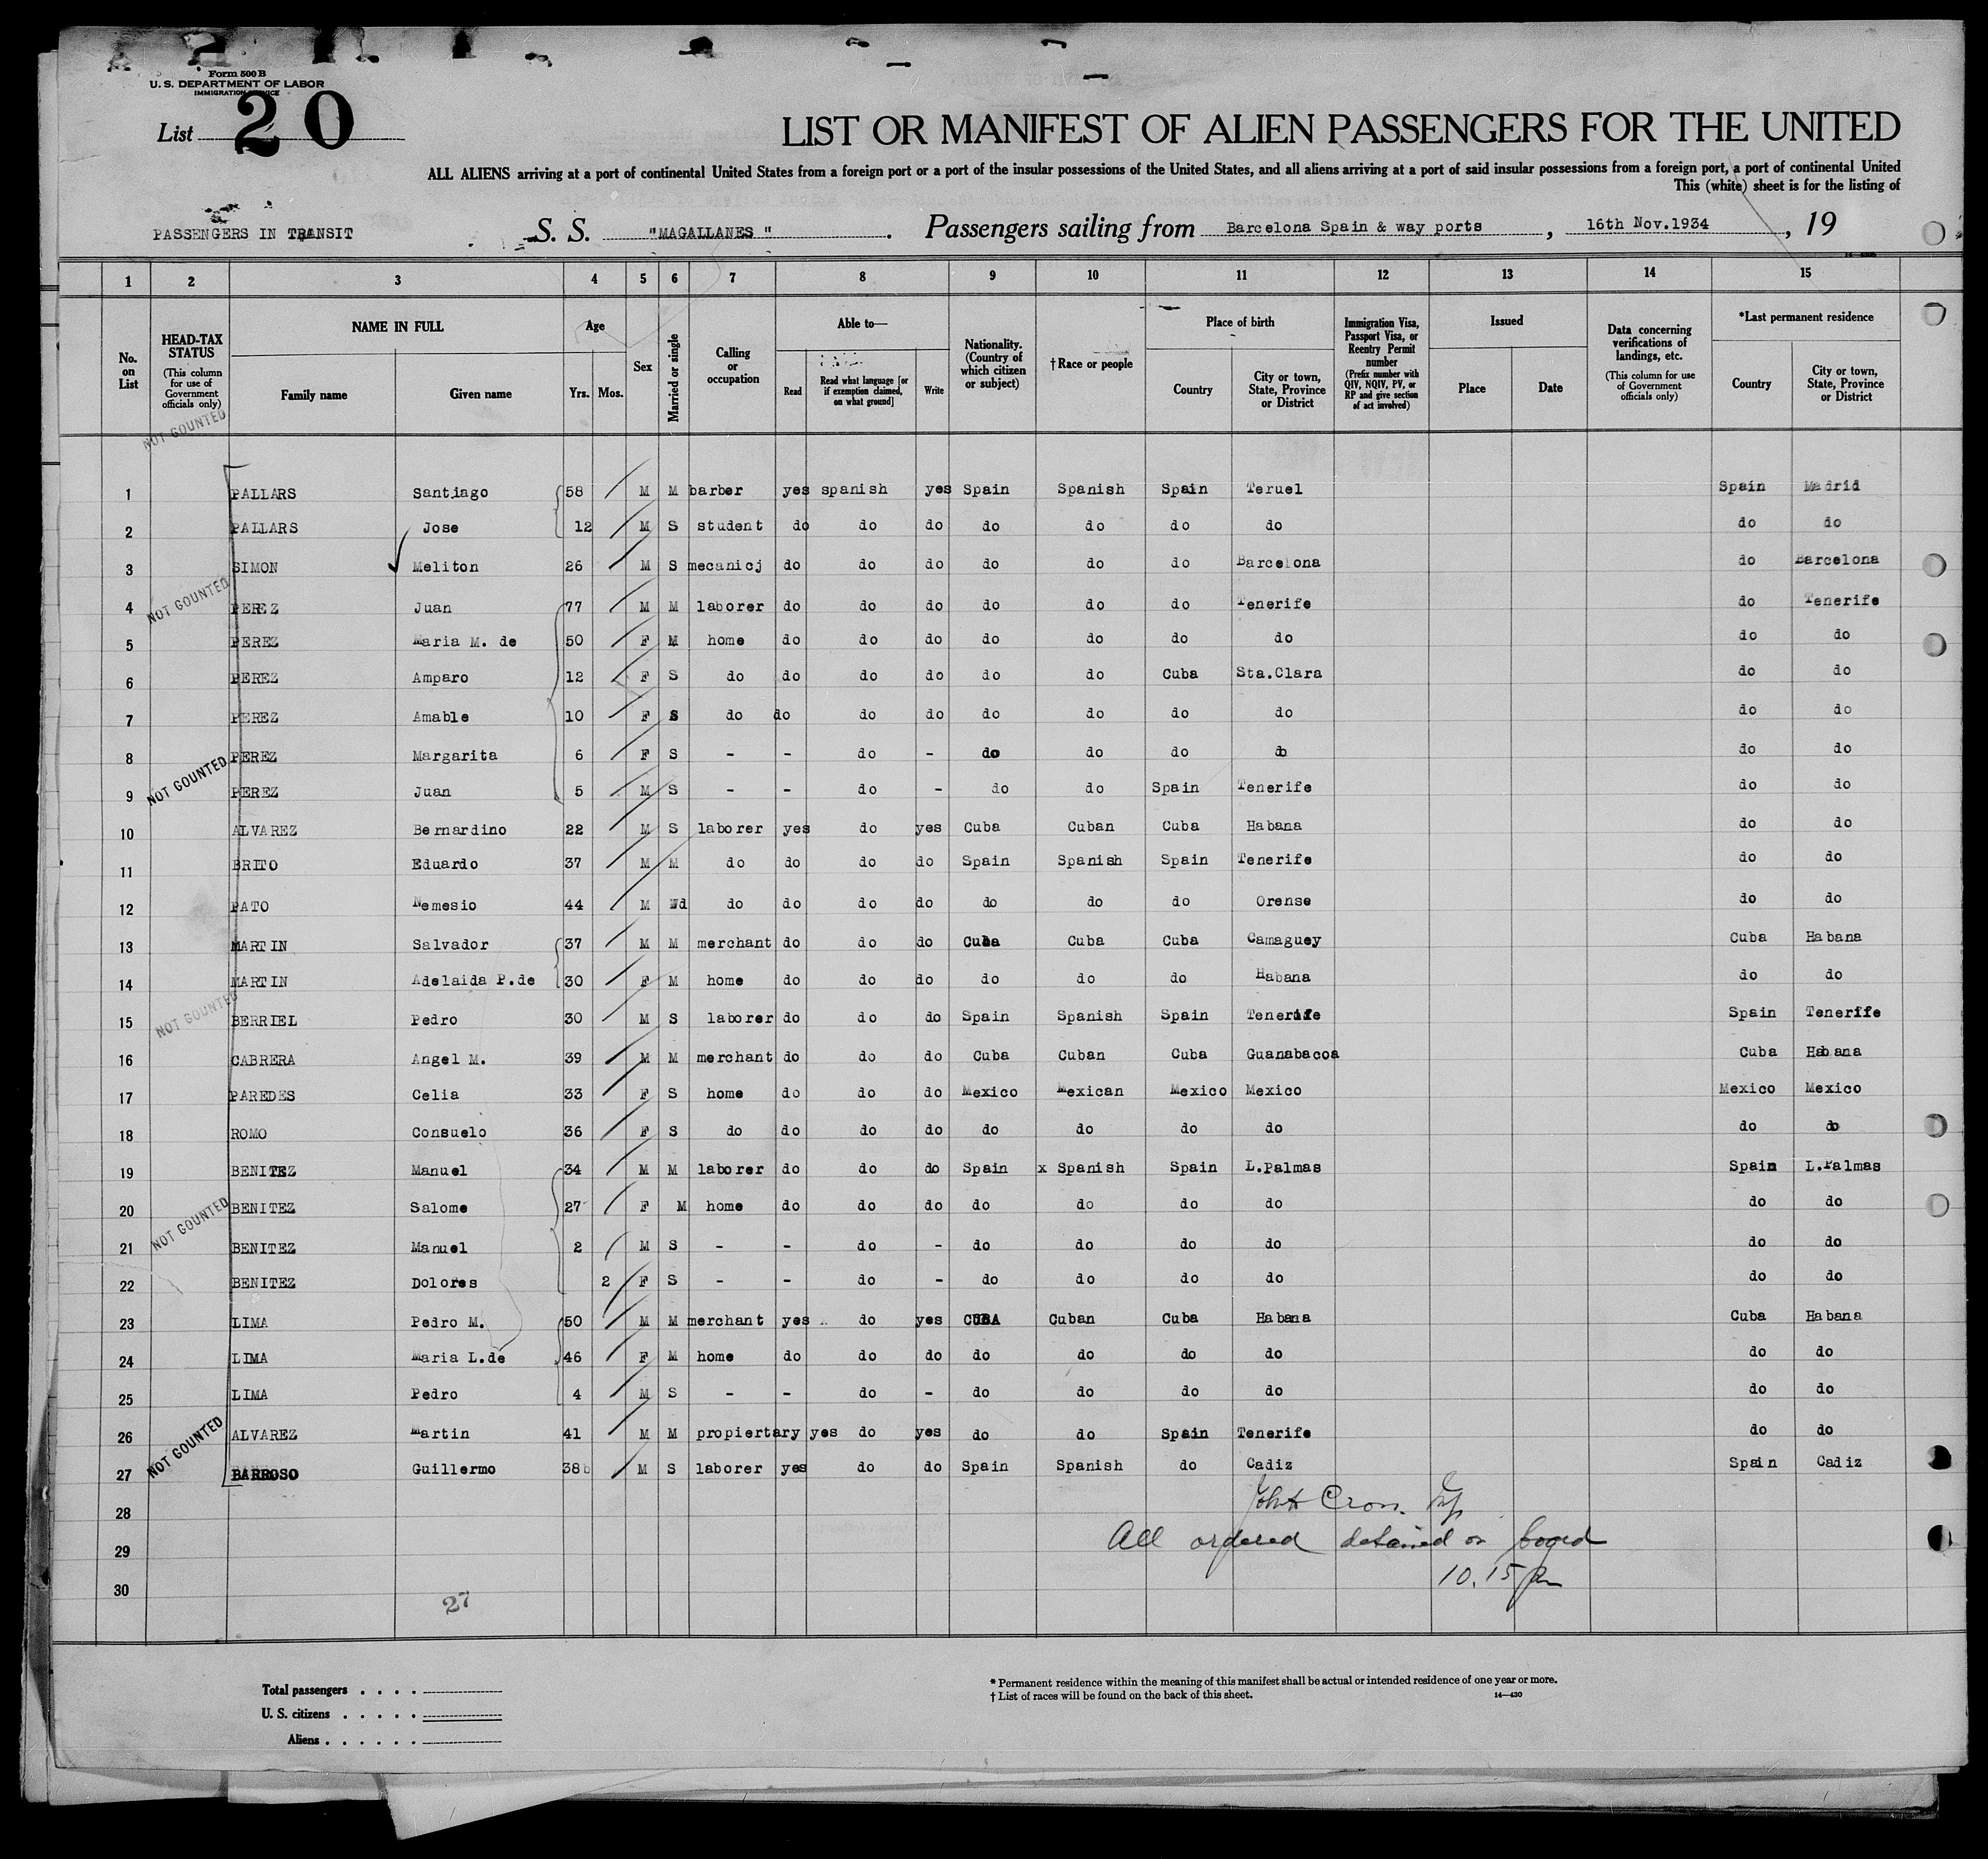 Form 500 B
U. S. DEPARTMENT OF LABOR
IMMIGRATION SERVICE
List 20
LIST OR MANIFEST OF ALIEN PASSENGERS FOR THE UNITED
ALL ALIENS arriving at a port of continental United States from a foreign port or a port of the insular possessions of the United States, and all aliens arriving at a port of said insular possessions from a foreign port, a port of continental United
This (white) sheet is for the listing of
PASSENGERS IN TRANSIT S. S. "MAGALLANES". Passengers sailing from Barcelona Spain & way ports, 16th Nov.1934, 19
1 2 3 4 5 6 7 8 9 10 11 12 13 14 15
No. on List
HEAD-TAX STATUS (This column for use of Government officials only)
NAME IN FULL Family name Given name
Age Yrs. Mos.
Sex
Married or single
Calling or occupation
Able to— Read Read what language [or if exemption claimed, on what ground] Write
Nationality. (Country of which citizen or subject)
†Race or people
Place of birth Country City or town, State, Province or District
Immigration Visa, Passport Visa, or Reentry Permit number (Prefix number with QIV, NQIV, PV, or RP and give section of act involved)
Issued Place Date
Data concerning verifications of landings, etc. (This column for use of Government officials only)
*Last permanent residence Country City or town, State, Province or District
NOT COUNTED
1 PALLARS Santiago 58 M M barber yes spanish yes Spain Spanish Spain Teruel Spain Madrid
2 PALLARS Jose 12 M S student do do do do do do do do do
3 SIMON Meliton 26 M S mecanicj do do do do do do Barcelona do Barcelona
NOT COUNTED
4 PEREZ Juan 77 M M laborer do do do do do do Tenerife do Tenerife
5 PEREZ Maria M. de 50 F M home do do do do do do do do do
6 PEREZ Amparo 12 F S do do do do do do Cuba Sta.Clara do do
7 PEREZ Amable 10 F S do do do do do do do do do do
8 PEREZ Margarita 6 F S - - do - do do do do do do
NOT COUNTED
9 PEREZ Juan 5 M S - - do - do do Spain Tenerife do do
10 ALVAREZ Bernardino 22 M S laborer yes do yes Cuba Cuban Cuba Habana do do
11 BRITO Eduardo 37 M M do do do do Spain Spanish Spain Tenerife do do
12 PATO Nemesio 44 M Wd do do do do do do do Orense do do
13 MARTIN Salvador 37 M M merchant do do do Cuba Cuba Cuba Camaguey Cuba Habana
14 MARTIN Adelaida P.de 30 F M home do do do do do do Habana do do
NOT COUNTED
15 BERRIEL Pedro 30 M S laborer do do do Spain Spanish Spain Tenerife Spain Tenerife
16 CABRERA Angel M. 39 M M merchant do do do Cuba Cuban Cuba Guanabacoa Cuba Habana
17 PAREDES Celia 33 F S home do do do Mexico Mexican Mexico Mexico Mexico Mexico
18 ROMO Consuelo 36 F S do do do do do do do do do do
19 BENITEZ Manuel 34 M M laborer do do do Spain x Spanish Spain L.Palmas Spain L.Palmas
20 BENITEZ Salome 27 F M home do do do do do do do do do
NOT COUNTED
21 BENITEZ Manuel 2 M S - - do - do do do do do do
22 BENITEZ Dolores 2 F S - - do - do do do do do do
23 LIMA Pedro M. 50 M M merchant yes do yes CUBA Cuban Cuba Habana Cuba Habana
24 LIMA Maria L.de 46 F M home do do do do do do do do do
25 LIMA Pedro 4 M S - - do - do do do do do do
26 ALVAREZ Martin 41 M M propiertary yes do yes do do Spain Tenerife do do
NOT COUNTED
27 BARROSO Guillermo 38 M S laborer yes do do Spain Spanish do Cadiz Spain Cadiz
28
All ordered detained on board
29
10.15 pm
30
27
Total passengers . . . .
U. S. citizens . . . . .
Aliens . . . . . .
* Permanent residence within the meaning of this manifest shall be actual or intended residence of one year or more.
† List of races will be found on the back of this sheet.
14—430